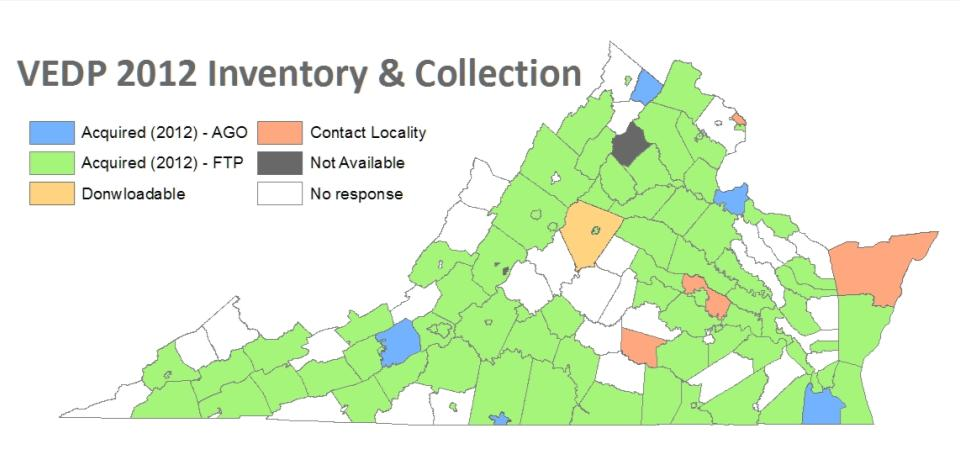 VEDP 2012 Inventory & Collection
Acquired (2012) - AGO
Contact Locality
Acquired (2012) - FTP
Not Available
Donwloadable
No response